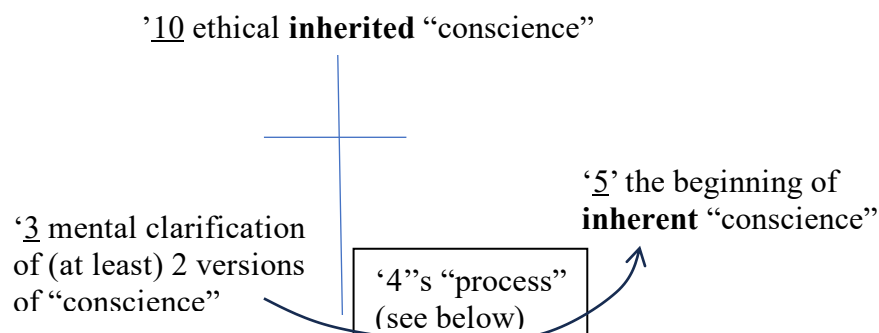 ’10 ethical inherited “conscience”
‘5’ the beginning of
inherent “conscience”
‘3 mental clarification
of (at least) 2 versions
of “conscience”
‘4”s “process”
(see below)